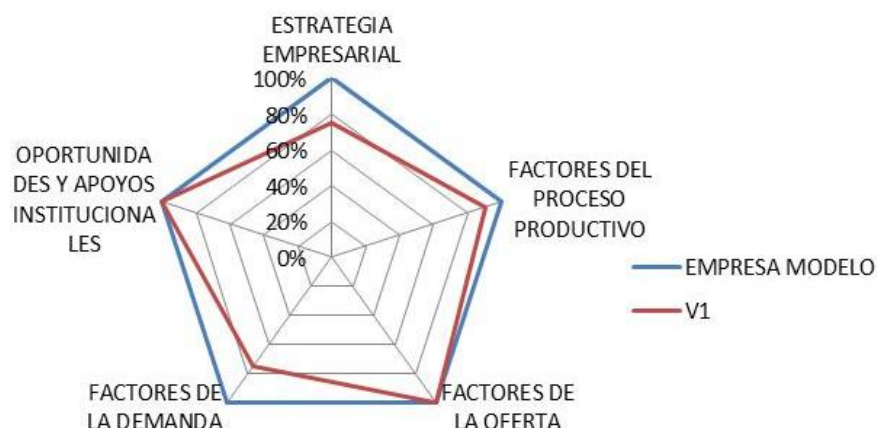 ESTRATEGIA
EMPRESARIAL
100%
80%
60%
40%
20%
0%
FACTORES DEL
PROCESO
PRODUCTIVO
FACTORES DE
LA OFERTA
FACTORES DE
LA DEMANDA
OPORTUNIDA
DES Y APOYOS
INSTITUCIONA
LES
EMPRESA MODELO
V1